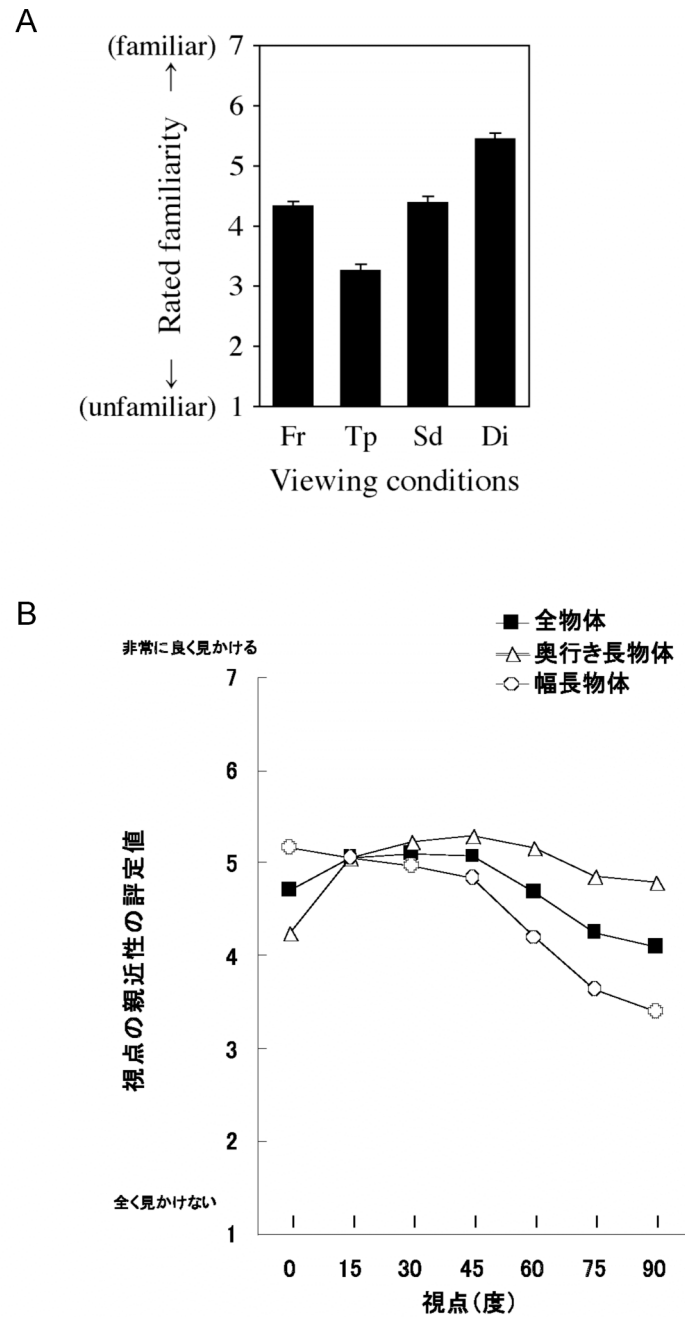 A
(familiar)
↑
Rated familiarity
↓
(unfamiliar)
7
6
5
4
3
2
1
Fr Tp Sd Di
Viewing conditions
B
非常に良く見かける
全物体
奥行き長物体
幅長物体
視点の親近性の評定値
7
6
5
4
3
2
1
全く見かけない
0 15 30 45 60 75 90
視点(度)